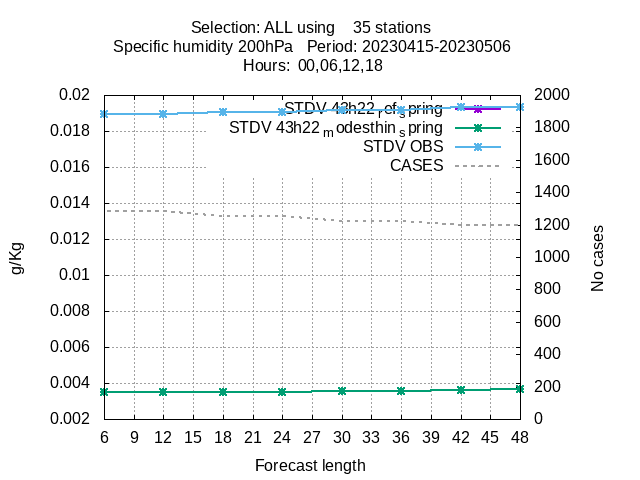 Selection: ALL using 35 stations
Specific humidity 200hPa Period: 20230415-20230506
Hours: 00,06,12,18
0.02 2000
STDV 43h22refspring
0.018 1800
STDV 43h22modesthinspring
STDV OBS
0.016 1600
CASES
0.014 1400
0.012 1200
g/Kg
0.01 1000
No cases
0.008 800
0.006 600
0.004 400
200
0.002 0
6 9 12 15 18 21 24 27 30 33 36 39 42 45 48
Forecast length